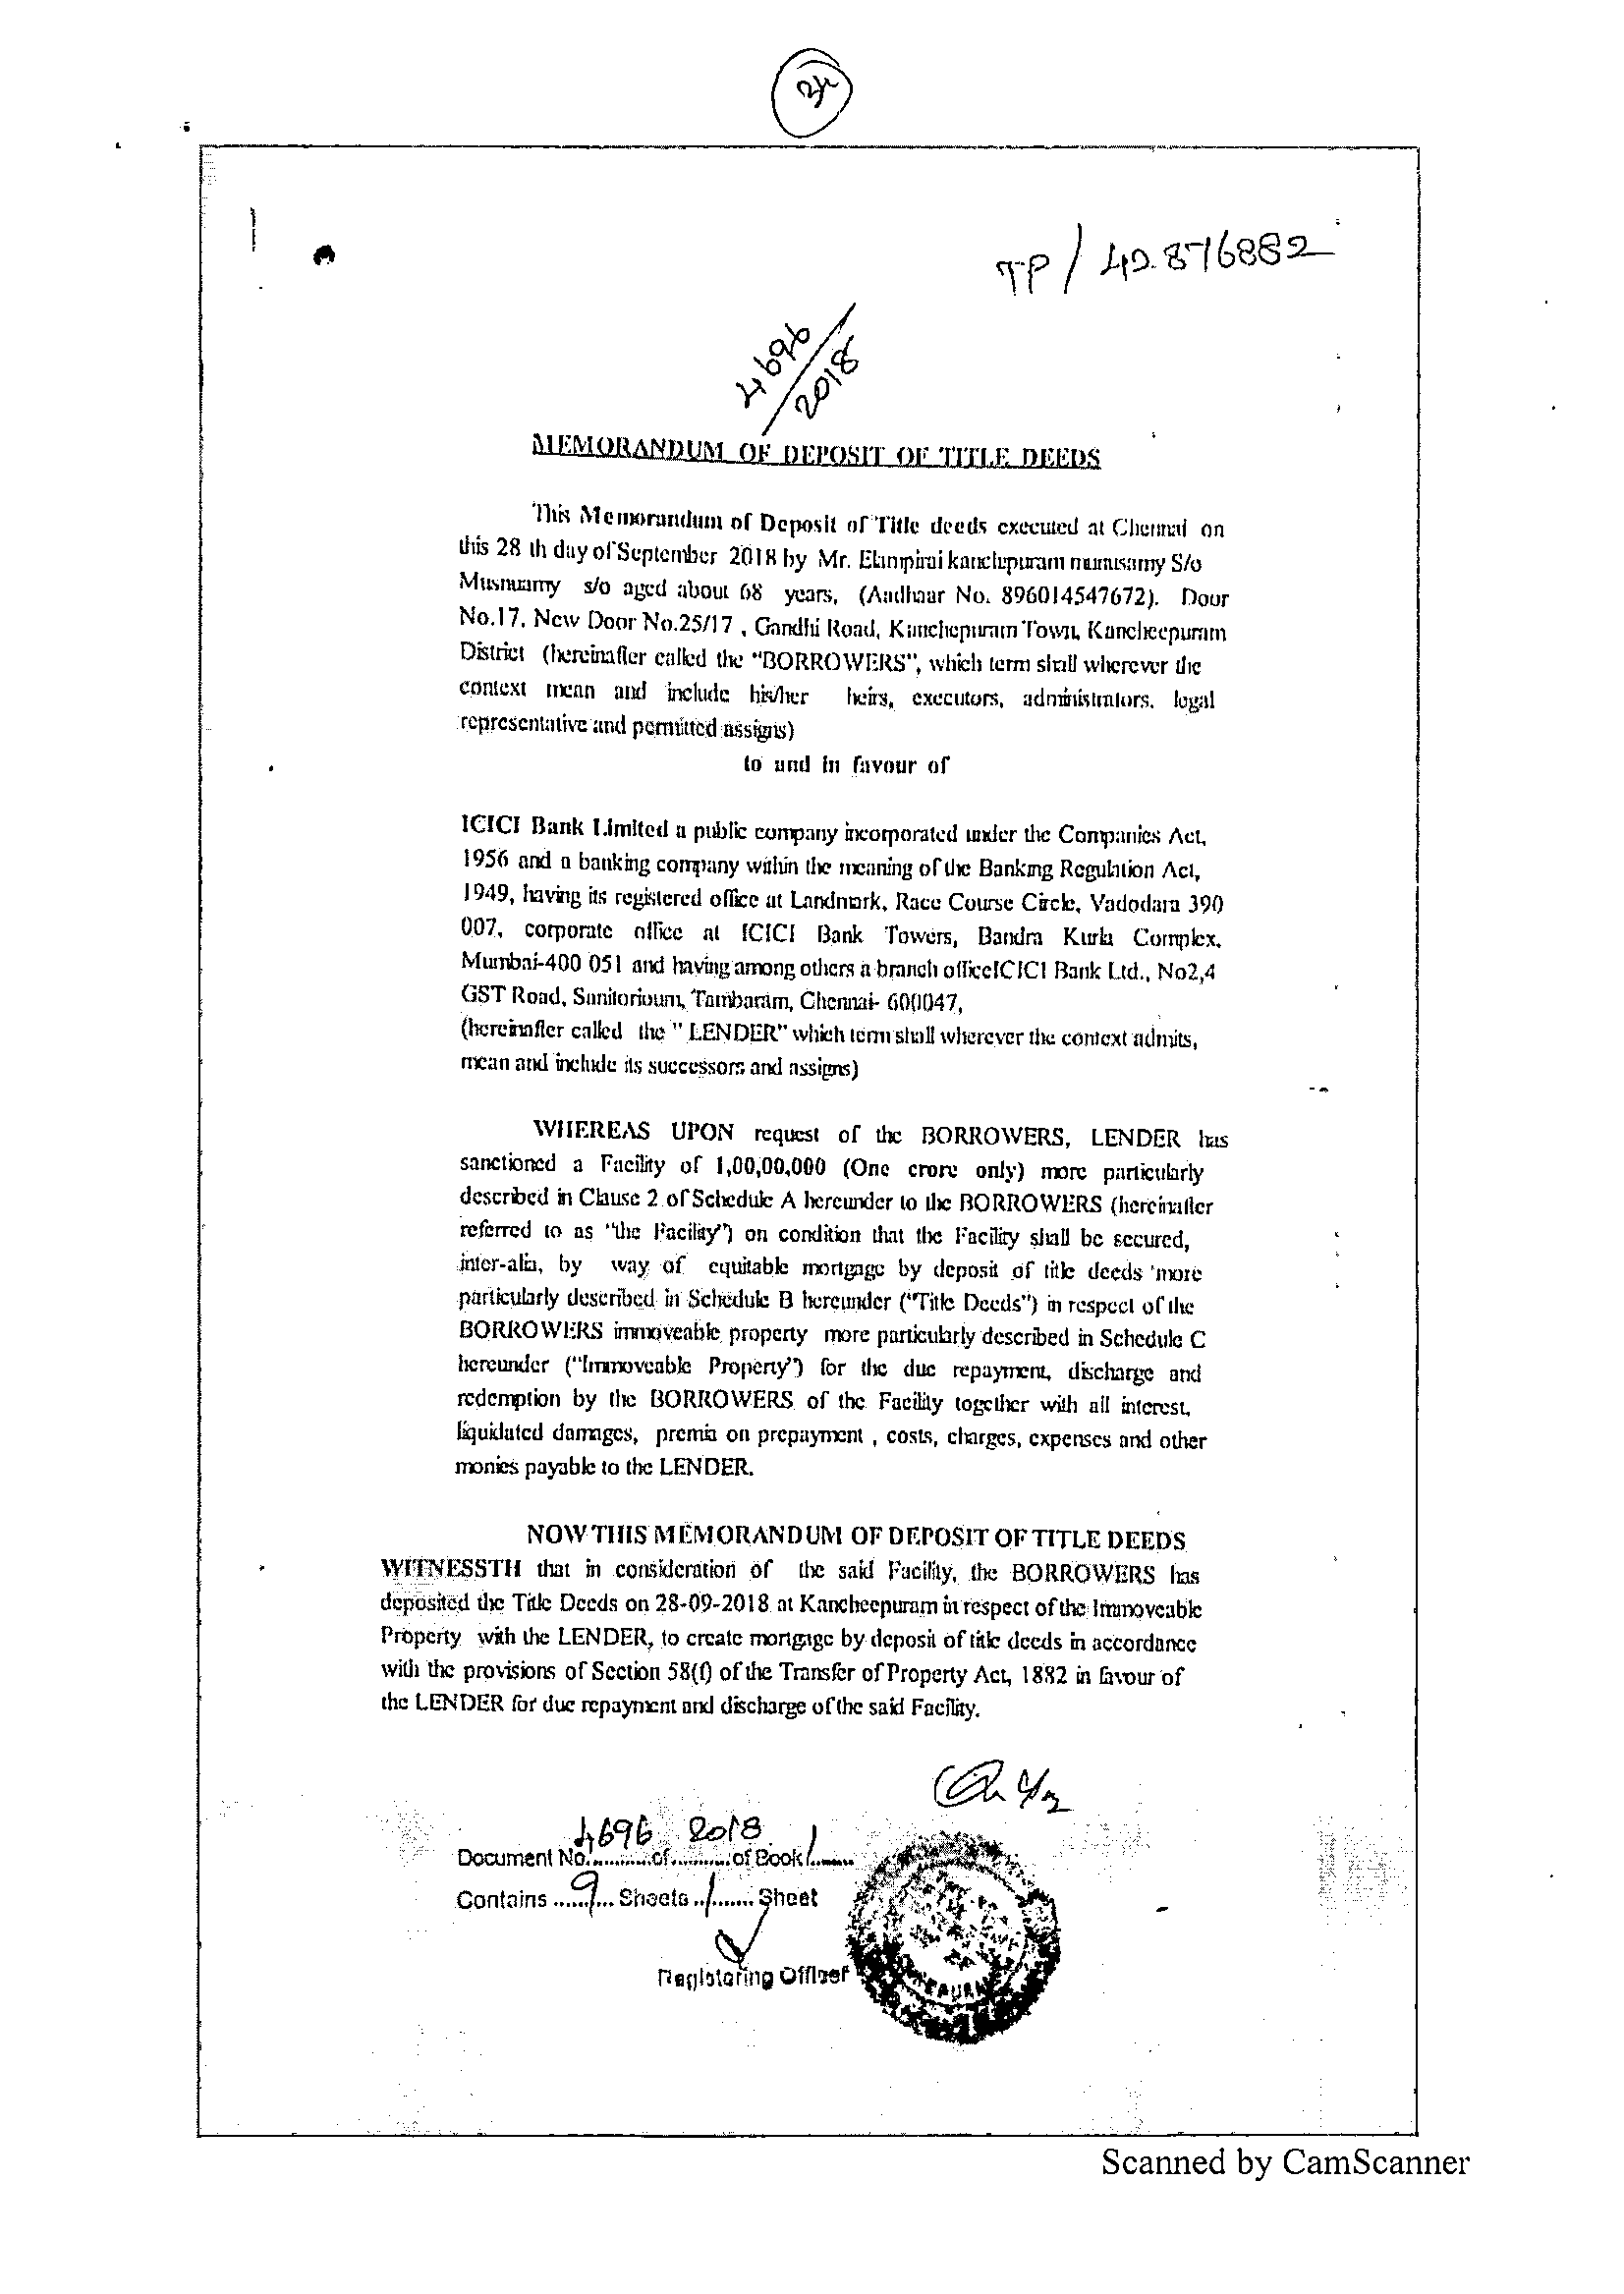 TP/42876882
4696/2018
MEMORANDUM OF DEPOSIT OF TITLE DEEDS
This Memorandum of Deposit of Title deeds executed at Chennai on
this 28 th day of September 2018 by Mr. Elampirai kanchipuram munusamy S/o
s/o aged about 68 years, (Aadhaar No. 896014547672). Door
No.17, New Door No.25/17 , Gandhi Road, Kanchepuram Town, Kancheepuram
District (hereinafter called the "BORROWERS", which term shall wherever the
context mean and include his/her heirs, executors, administrators. legal
representative and permitted assigns)
to and in favour of
ICICI Bank Limited a public company incorporated under the Companies Act,
1956 and a banking company within the meaning of the Banking Regulation Act,
1949, having its registered office at Landmark, Race Course Circle, Vadodara 390
007, corporate office at ICICI Bank Towers, Bandra Kurla Complex,
Mumbai-400 051 and having among others a branch officeICICI Bank Ltd., No2,4
GST Road, Sanitorioum, Tambaram, Chennai- 600047,
(hereinafter called the " LENDER" which term shall wherever the context admits,
mean and include its successors and assigns)
WHEREAS UPON request of the BORROWERS, LENDER has
sanctioned a Facility of 1,00,00,000 (One crore only) more particularly
described in Clause 2 of Schedule A hereunder to the BORROWERS (hereinafter
referred to as "the Facility") on condition that the Facility shall be secured,
inter-alia, by way of equitable mortgage by deposit of title deeds more
particularly described in Schedule B hereunder ("Title Deeds") in respect of the
BORROWERS immoveable property more particularly described in Schedule C
hereunder ("Immoveable Property") for the due repayment, discharge and
redemption by the BORROWERS of the Facility together with all interest,
liquidated damages, premia on prepayment , costs, charges, expenses and other
monies payable to the LENDER.
NOW THIS MEMORANDUM OF DEPOSIT OF TITLE DEEDS
WITNESSTH that in consideration of the said Facility, the BORROWERS has
deposited the Title Deeds on 28-09-2018 at Kancheepuram in respect of the Immoveable
Property with the LENDER, to create mortgage by deposit of title deeds in accordance
with the provisions of Section 58(f) of the Transfer of Property Act, 1882 in favour of
the LENDER for due repayment and discharge of the said Facility.
Document No. 4696 of 2018 of Book 1
Contains 9 Sheets 1 Sheet
Registering Officer
Scanned by CamScanner